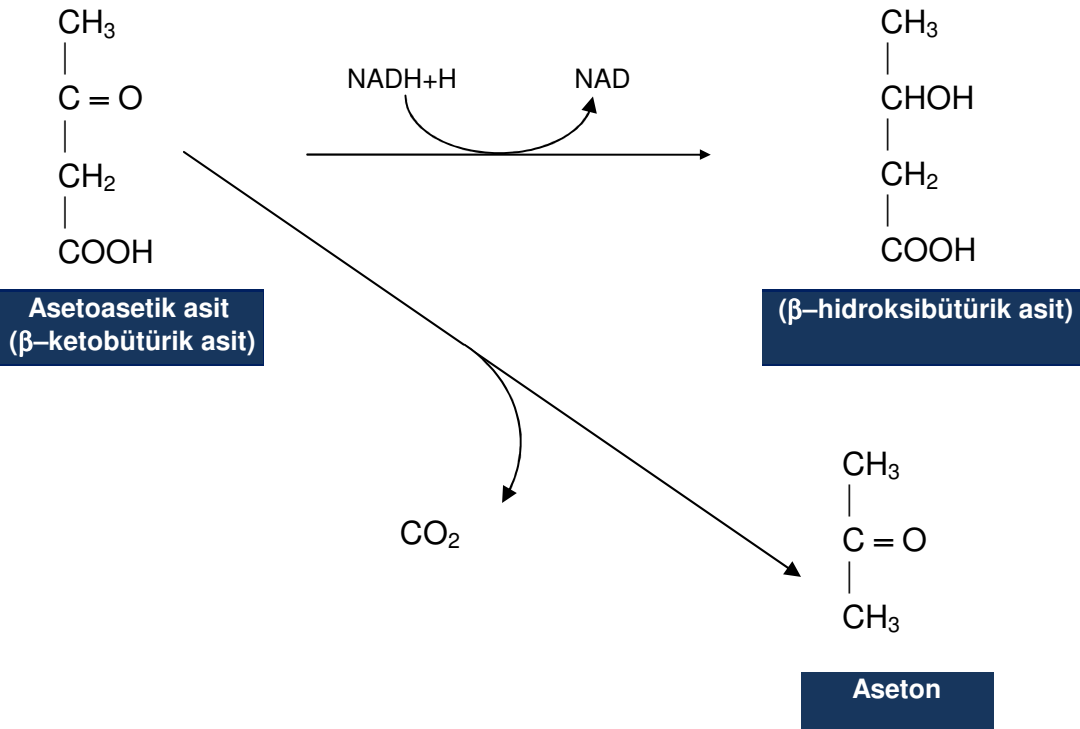 CH₃
C = O
CH₂
COOH
Asetoasetik asit
(β–ketobütürik asit)
NADH+H
NAD
CH₃
CHOH
CH₂
COOH
(β–hidroksibütürik asit)
CO₂
CH₃
C = O
CH₃
Aseton